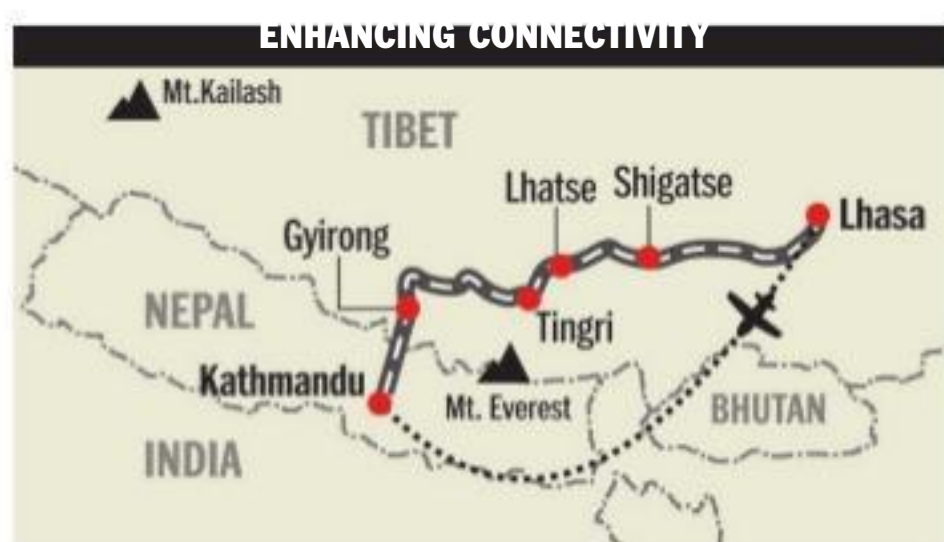 ENHANCING CONNECTIVITY
Mt.Kailash
TIBET
Lhatse
Shigatse
Lhasa
Gyirong
NEPAL
Tingri
Kathmandu
Mt. Everest
BHUTAN
INDIA